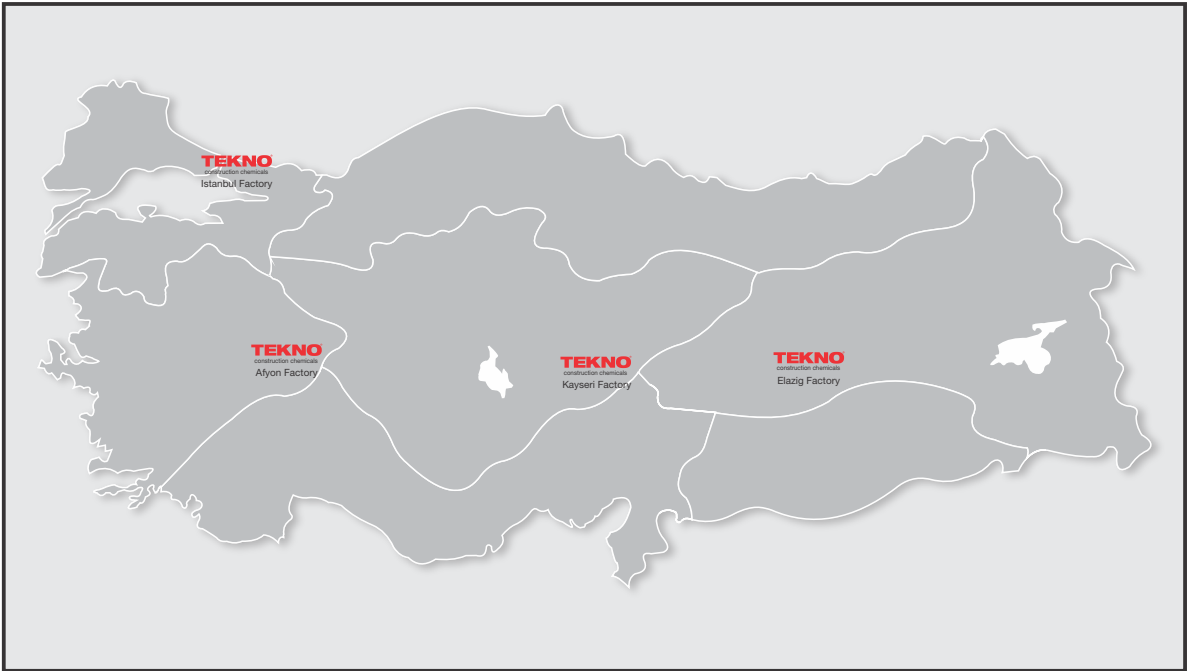 TEKNO
construction chemicals
Istanbul Factory
TEKNO
construction chemicals
Afyon Factory
TEKNO
construction chemicals
Kayseri Factory
TEKNO
construction chemicals
Elazig Factory